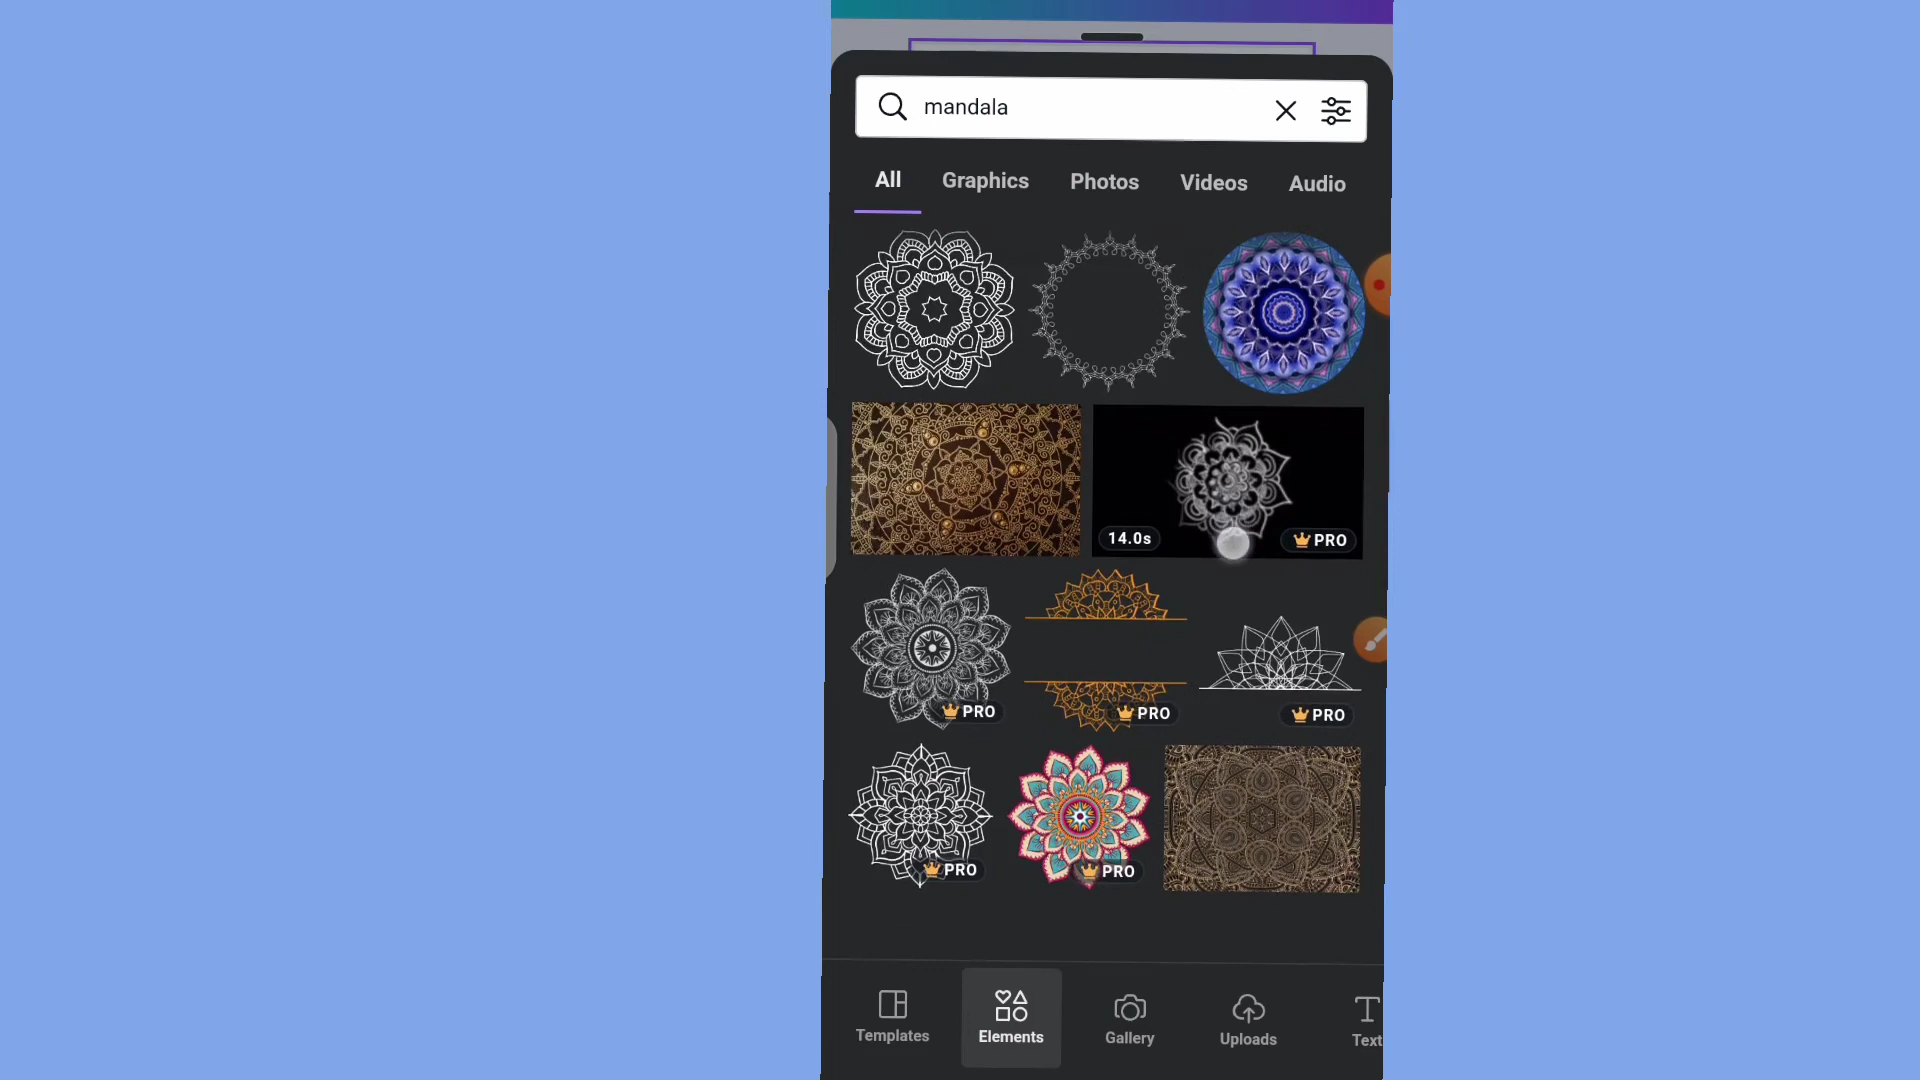 mandala
All Graphics Photos Videos Audio
14.0s PRO
PRO PRO PRO
PRO PRO
Templates Elements Gallery Uploads Text